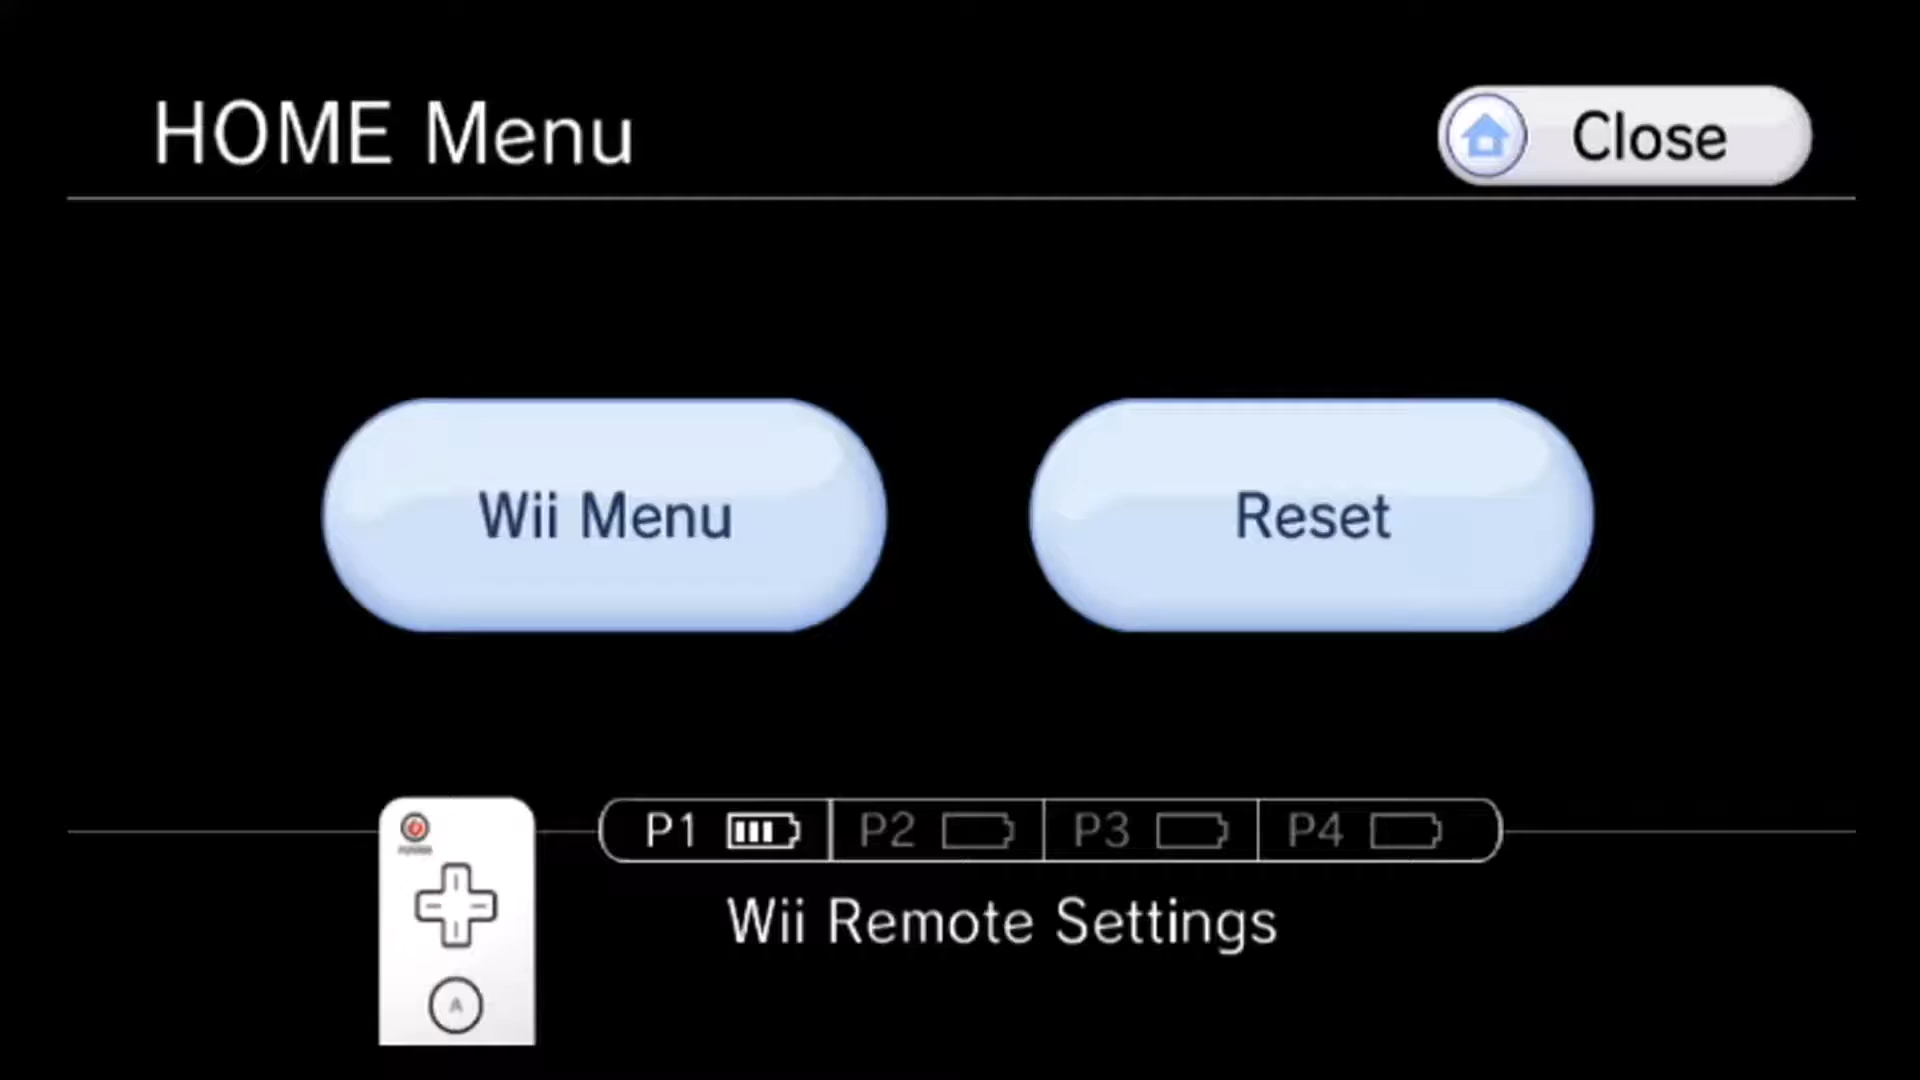 HOME Menu
Close
Wii Menu
Reset
P1
P2
P3
P4
Wii Remote Settings
A